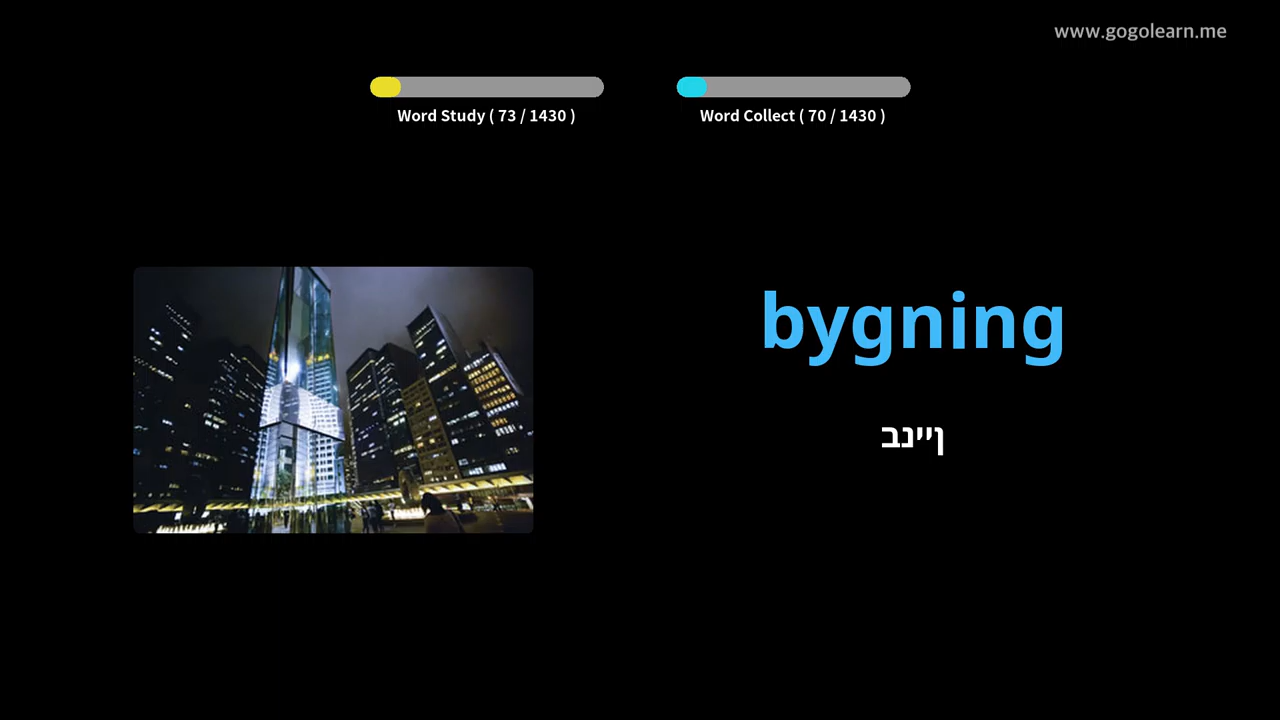 www.gogolearn.me
Word Study ( 73 / 1430 )
Word Collect ( 70 / 1430 )
bygning
בניין